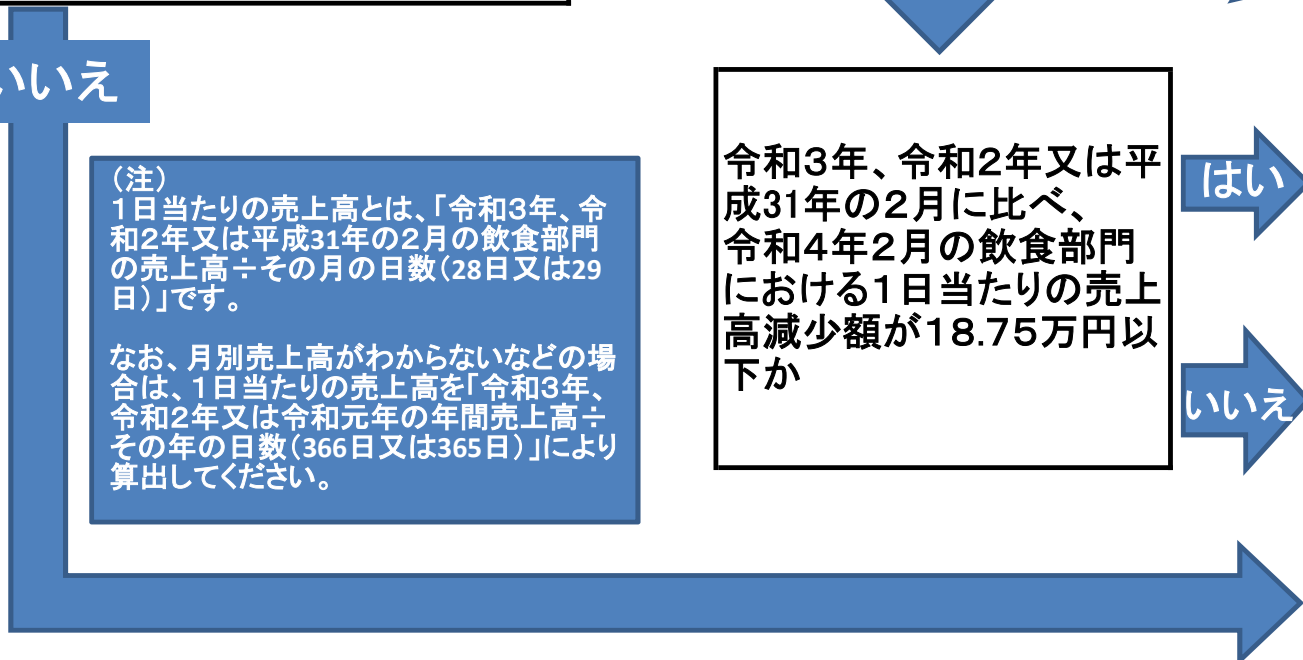 いいえ
（注）
１日当たりの売上高とは、「令和３年、令
和２年又は平成31年の２月の飲食部門
の売上高÷その月の日数（28日又は29
日）」です。
なお、月別売上高がわからないなどの場
合は、１日当たりの売上高を「令和３年、
令和２年又は令和元年の年間売上高÷
その年の日数（366日又は365日）」により
算出してください。
令和３年、令和２年又は平
成31年の２月に比べ、
令和４年２月の飲食部門
における１日当たりの売上
高減少額が１８.７５万円以
下か
はい
いいえ